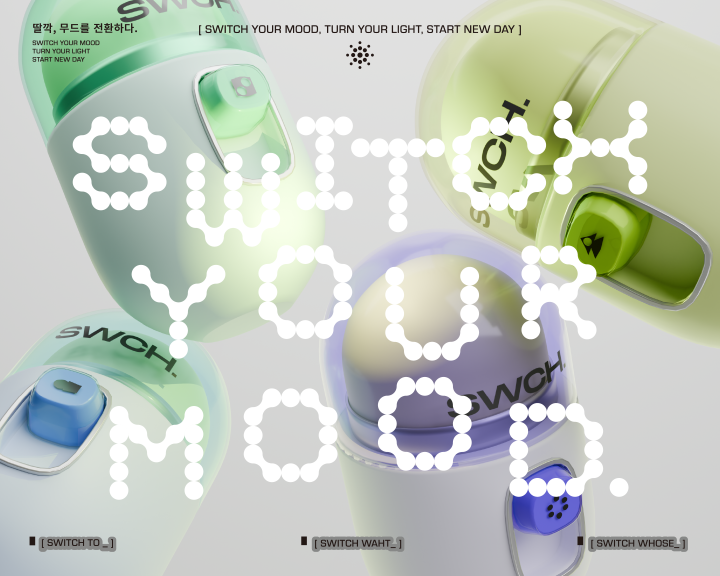 딸깍, 무드를 전환하다.
SWITCH YOUR MOOD
TURN YOUR LIGHT
START NEW DAY
[ SWITCH YOUR MOOD, TURN YOUR LIGHT, START NEW DAY ]
SWCH.
SWCH.
SWITCH
YOUR
MOOD.
SWCH.
SWCH.
[ SWITCH TO _ ]
[ SWITCH WAHT_ ]
[ SWITCH WHOSE_ ]